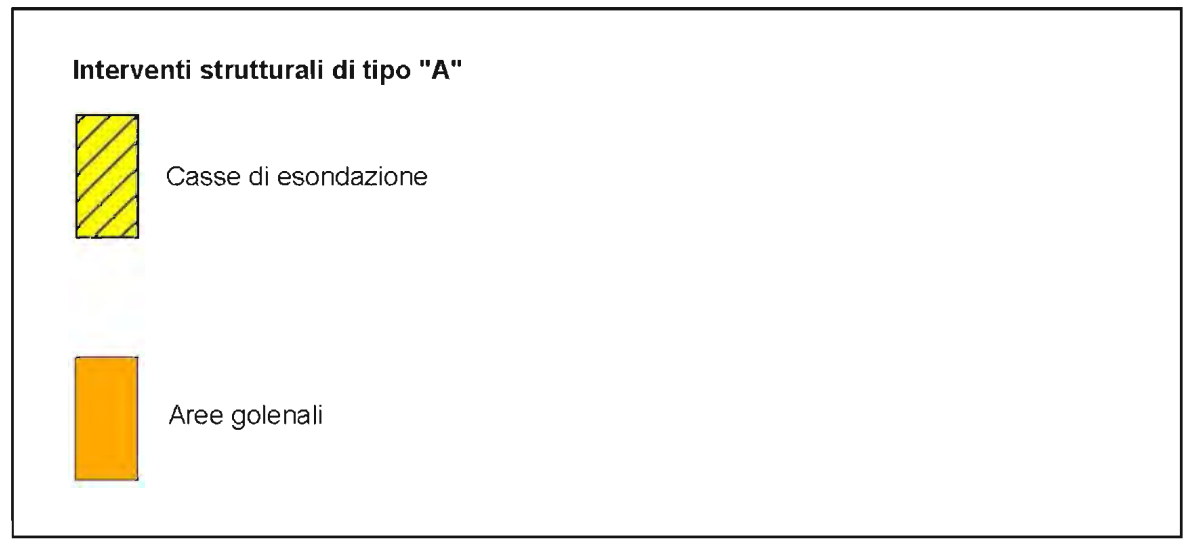 Interventi strutturali di tipo "A"
Casse di esondazione
Aree golenali